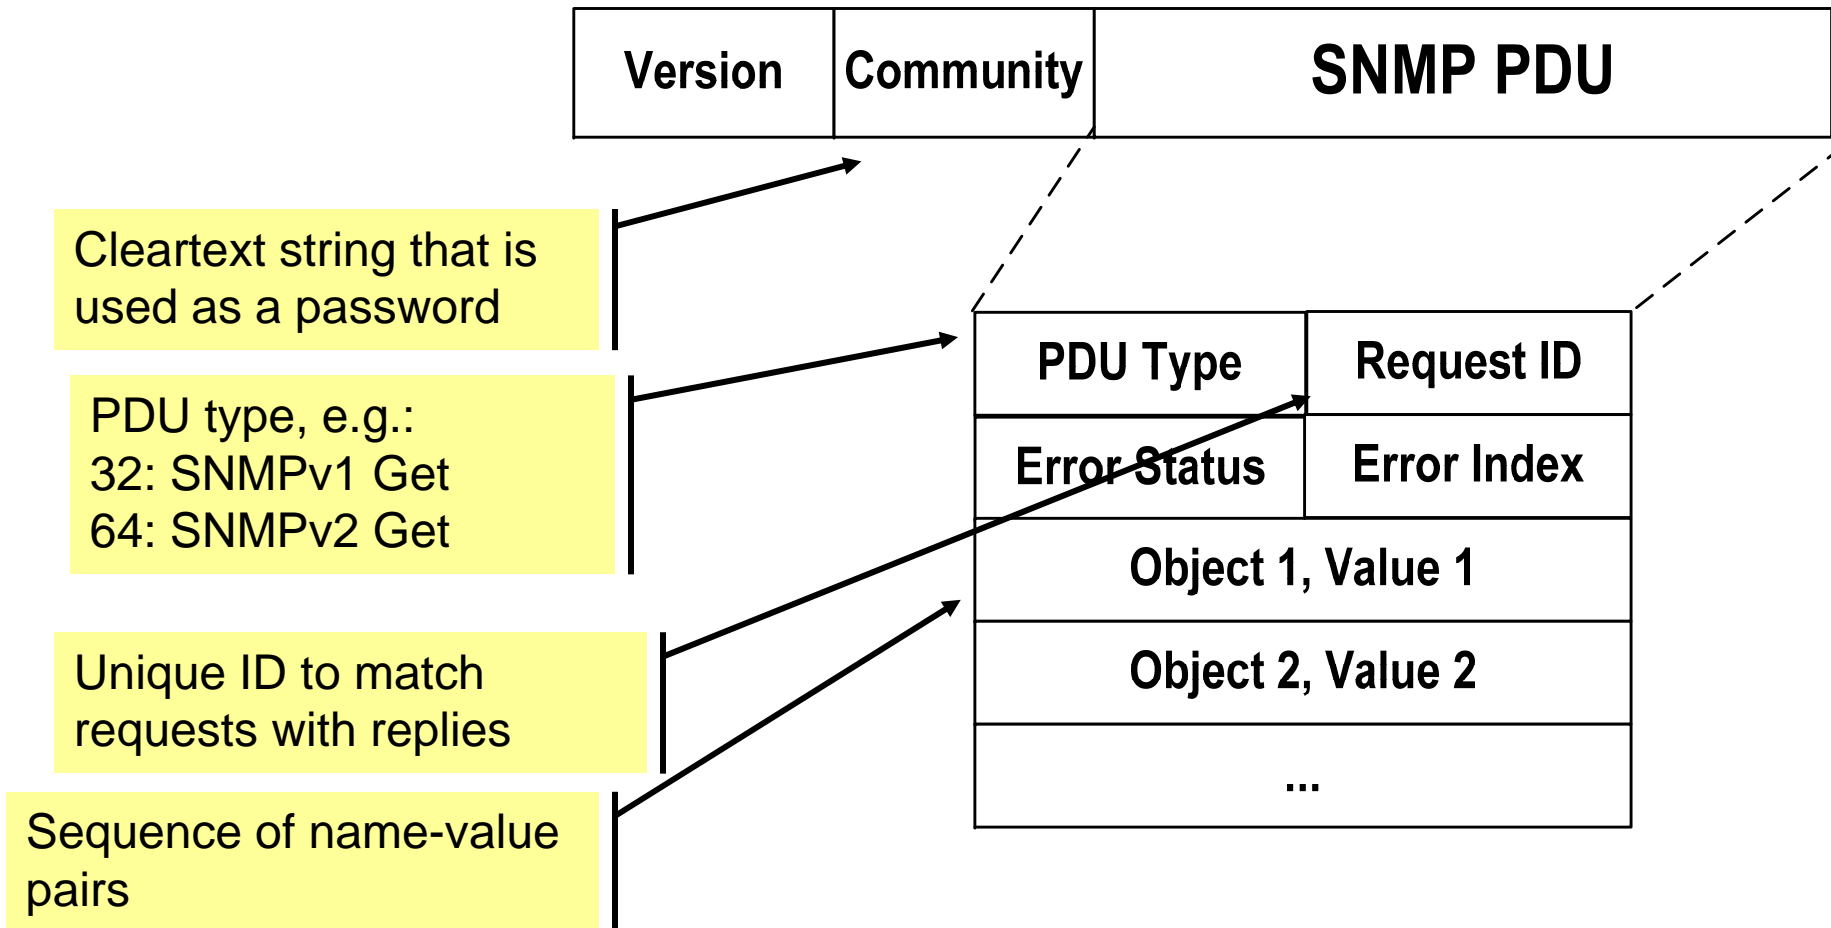 Version
Community
SNMP PDU
Cleartext string that is
used as a password
PDU type, e.g.:
32: SNMPv1 Get
64: SNMPv2 Get
Unique ID to match
requests with replies
Sequence of name-value
pairs
PDU Type
Request ID
Error Status
Error Index
Object 1, Value 1
Object 2, Value 2
...